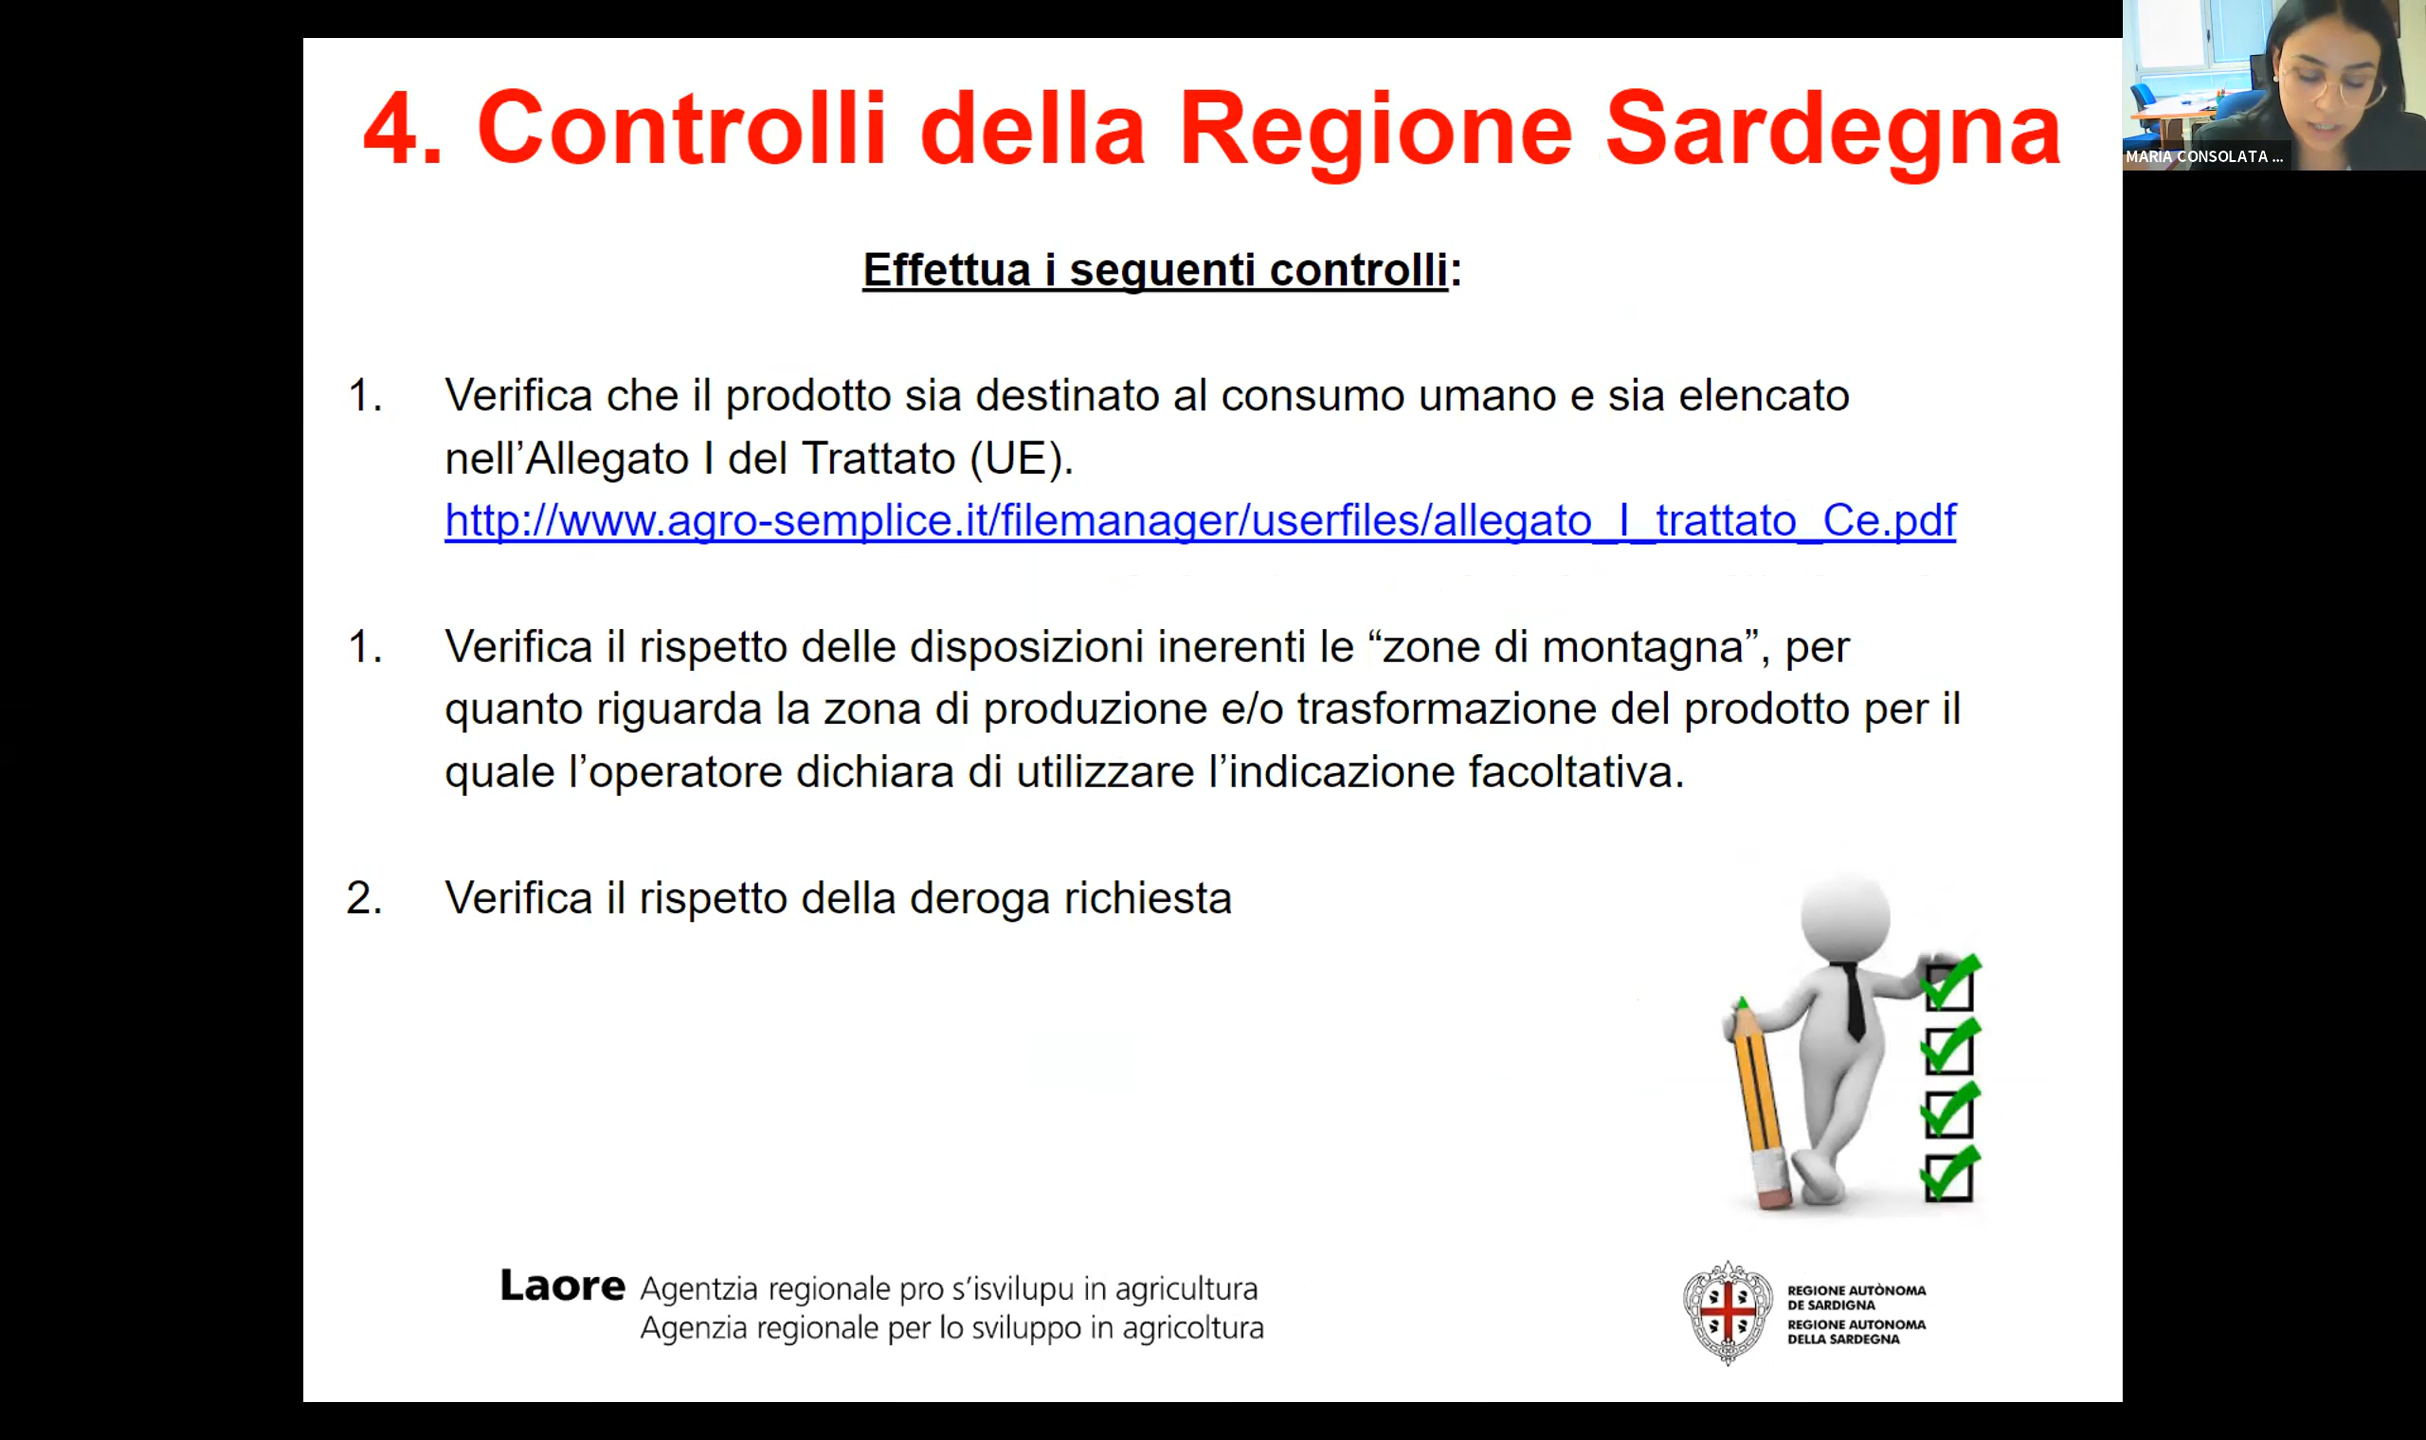 4. Controlli della Regione Sardegna
MARIA CONSOLATA ...
Effettua i seguenti controlli:
1. Verifica che il prodotto sia destinato al consumo umano e sia elencato
nell’Allegato I del Trattato (UE).
http://www.agro-semplice.it/filemanager/userfiles/allegato_I_trattato_Ce.pdf
1. Verifica il rispetto delle disposizioni inerenti le “zone di montagna”, per
quanto riguarda la zona di produzione e/o trasformazione del prodotto per il
quale l’operatore dichiara di utilizzare l’indicazione facoltativa.
2. Verifica il rispetto della deroga richiesta
Laore Agentzia regionale pro s’isvilupu in agricultura
Agenzia regionale per lo sviluppo in agricoltura
REGIONE AUTÒNOMA
DE SARDIGNA
REGIONE AUTONOMA
DELLA SARDEGNA